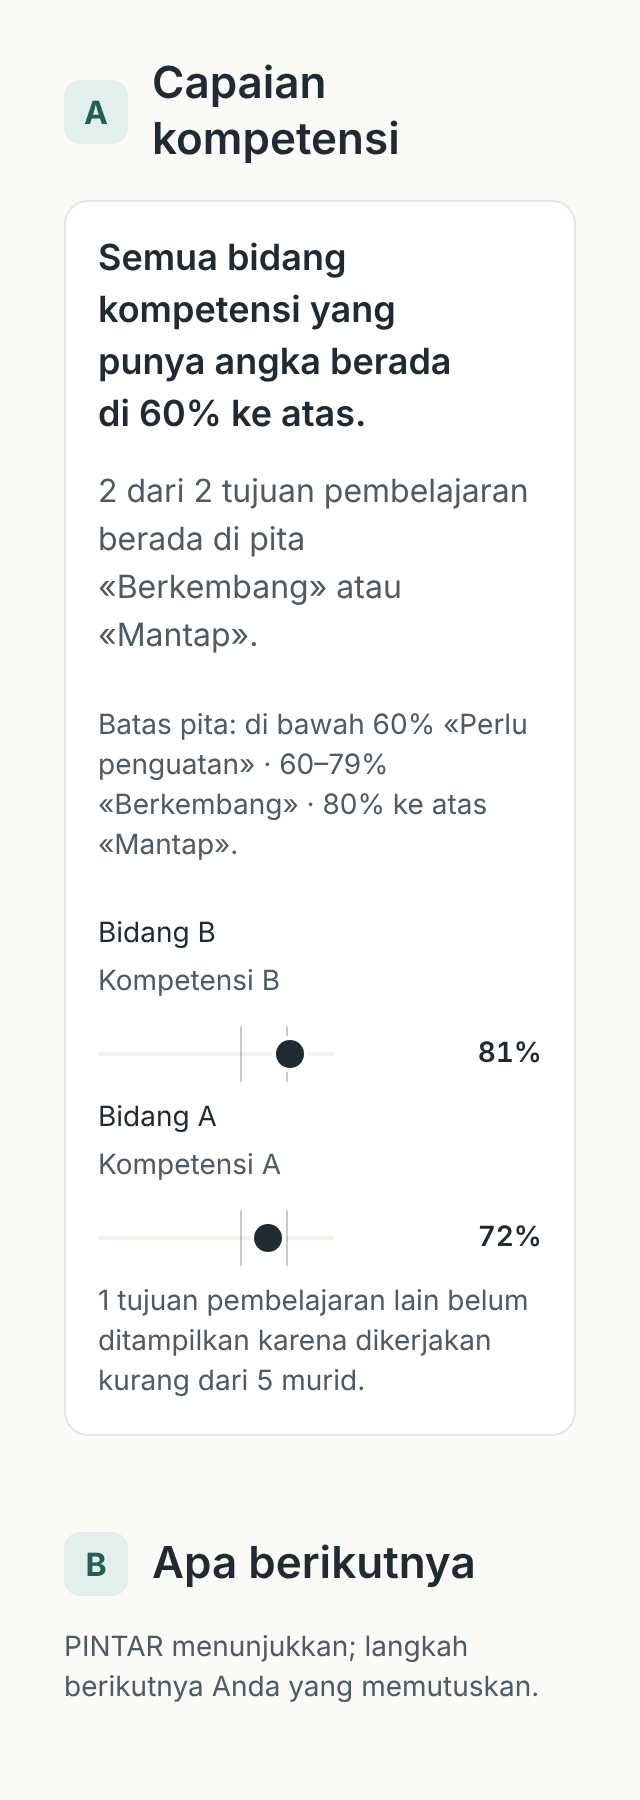 A
Capaian
kompetensi
Semua bidang
kompetensi yang
punya angka berada
di 60% ke atas.
2 dari 2 tujuan pembelajaran
berada di pita
«Berkembang» atau
«Mantap».
Batas pita: di bawah 60% «Perlu
penguatan» · 60–79%
«Berkembang» · 80% ke atas
«Mantap».
Bidang B
Kompetensi B
81%
Bidang A
Kompetensi A
72%
1 tujuan pembelajaran lain belum
ditampilkan karena dikerjakan
kurang dari 5 murid.
B
Apa berikutnya
PINTAR menunjukkan; langkah
berikutnya Anda yang memutuskan.